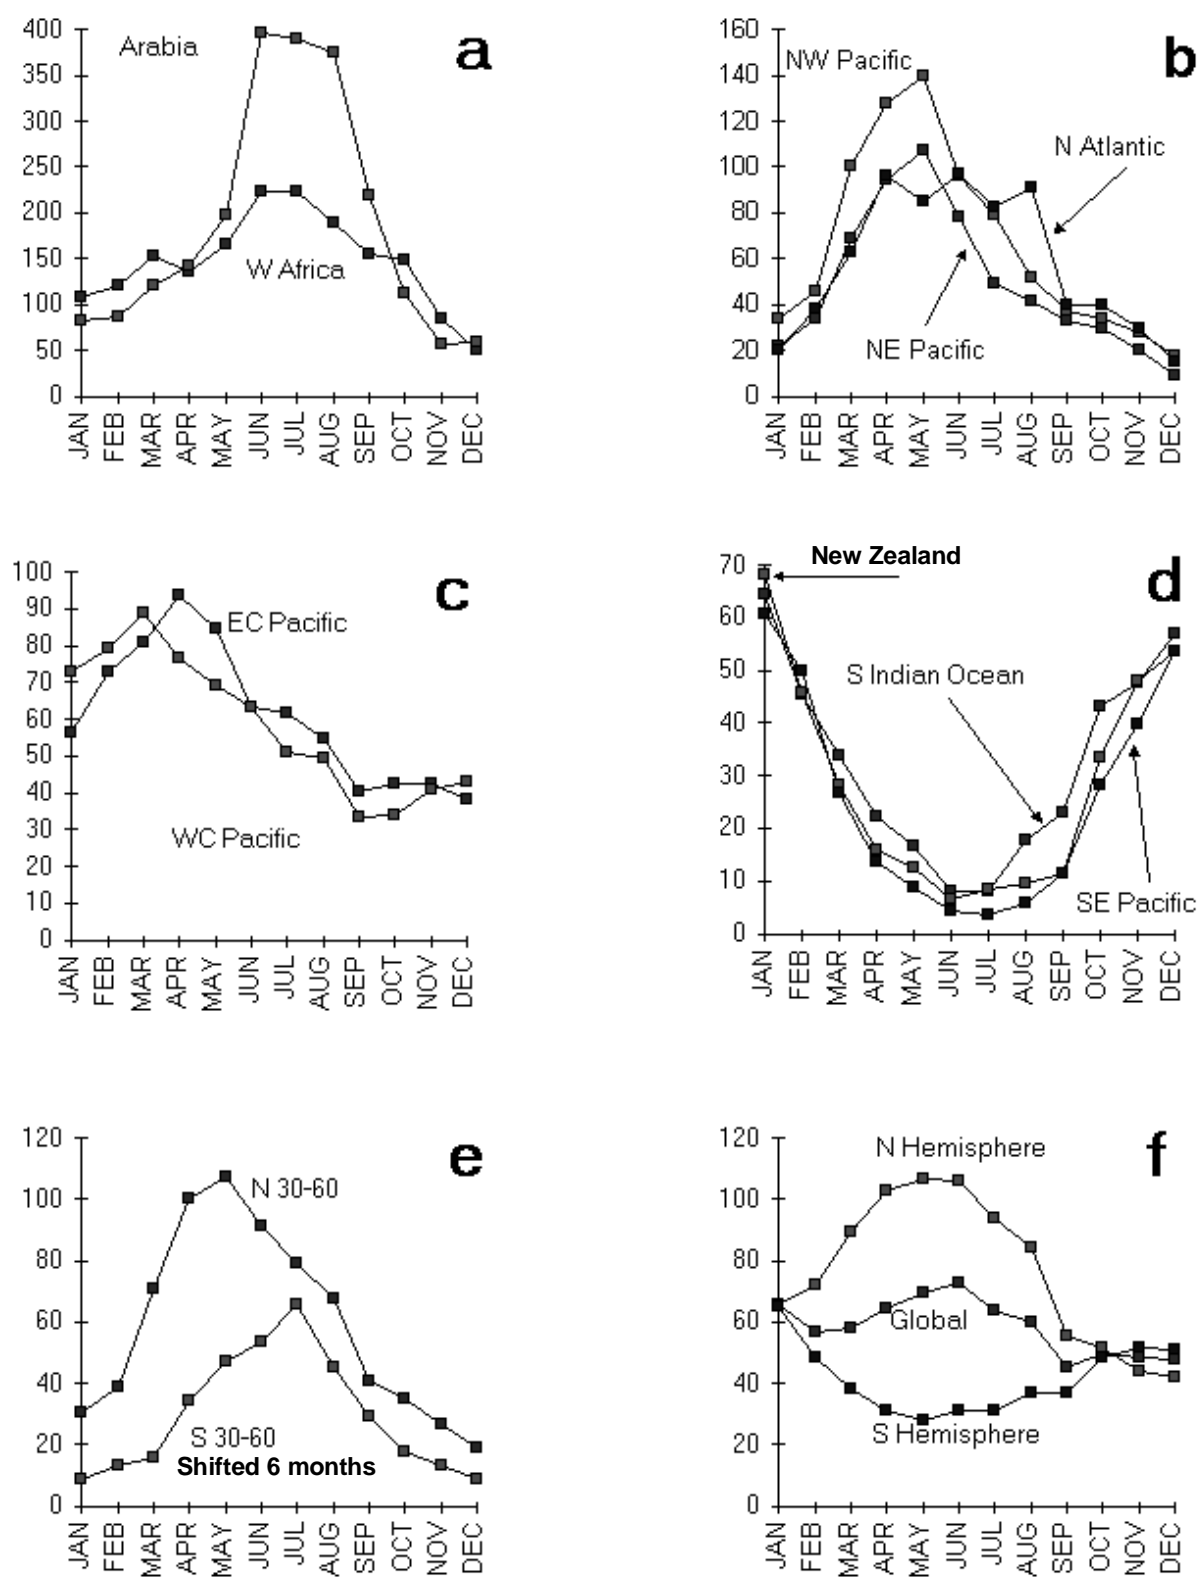 a
Arabia
W Africa
400
350
300
250
200
150
100
50
0
JAN
FEB
MAR
APR
MAY
JUN
JUL
AUG
SEP
OCT
NOV
DEC
b
NW Pacific
N Atlantic
NE Pacific
160
140
120
100
80
60
40
20
0
JAN
FEB
MAR
APR
MAY
JUN
JUL
AUG
SEP
OCT
NOV
DEC
c
EC Pacific
WC Pacific
100
90
80
70
60
50
40
30
20
10
0
JAN
FEB
MAR
APR
MAY
JUN
JUL
AUG
SEP
OCT
NOV
DEC
d
New Zealand
S Indian Ocean
SE Pacific
70
60
50
40
30
20
10
0
JAN
FEB
MAR
APR
MAY
JUN
JUL
AUG
SEP
OCT
NOV
DEC
e
N 30-60
S 30-60
Shifted 6 months
120
100
80
60
40
20
0
JAN
FEB
MAR
APR
MAY
JUN
JUL
AUG
SEP
OCT
NOV
DEC
f
N Hemisphere
Global
S Hemisphere
120
100
80
60
40
20
0
JAN
FEB
MAR
APR
MAY
JUN
JUL
AUG
SEP
OCT
NOV
DEC